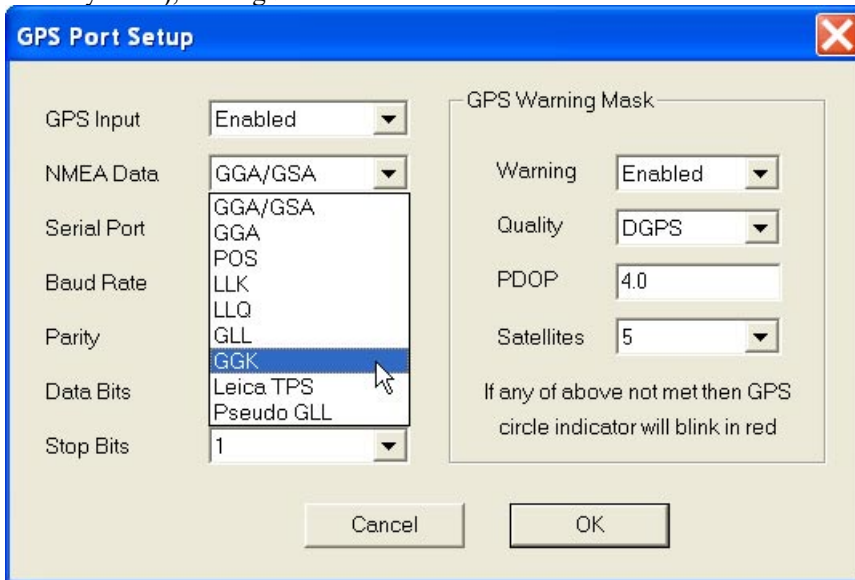 GPS Port Setup
GPS Input Enabled
NMEA Data GGA/GSA
GGA/GSA
GGA
POS
LLK
LLQ
GLL
GGK
Leica TPS
Pseudo GLL
Serial Port
Baud Rate
Parity
Data Bits
Stop Bits 1
GPS Warning Mask
Warning Enabled
Quality DGPS
PDOP 4.0
Satellites 5
If any of above not met then GPS
circle indicator will blink in red
Cancel OK